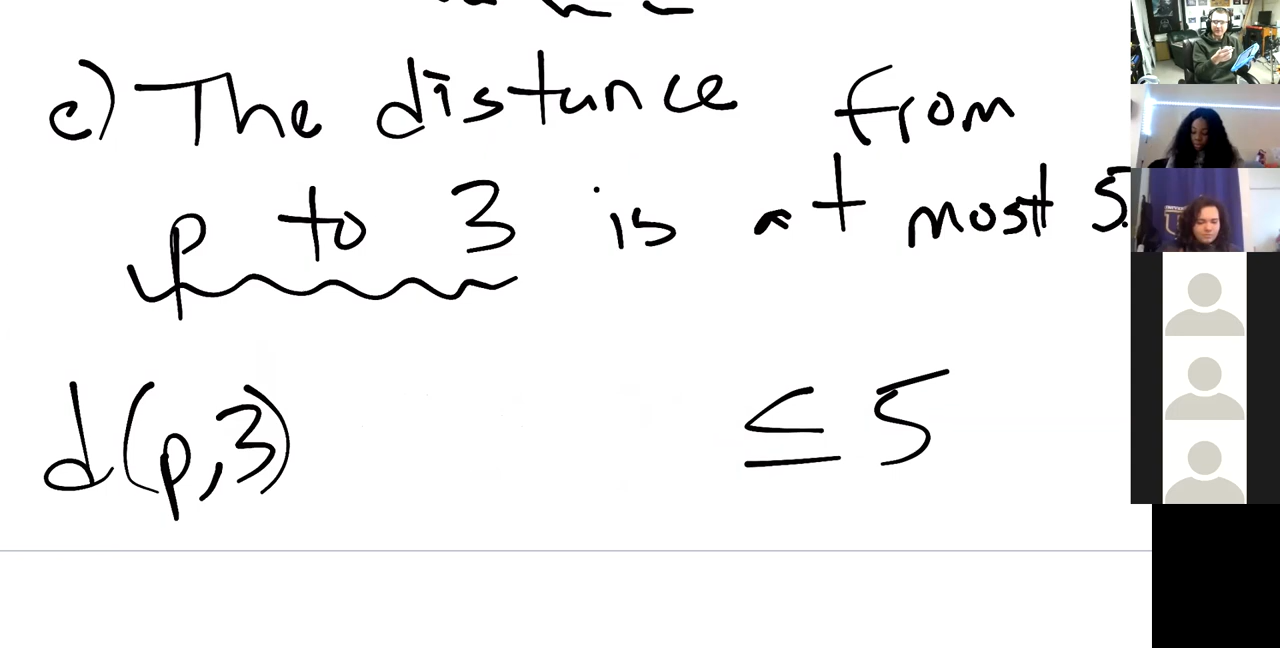 c) The distance from
p to 3 is at most 5.
d(p,3) ≤ 5